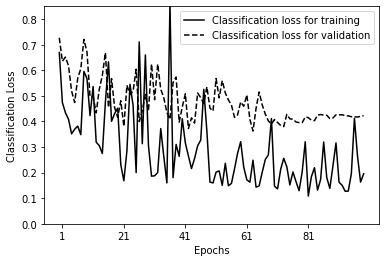 Classification loss for training
Classification loss for validation
Classification Loss
0.8
0.7
0.6
0.5
0.4
0.3
0.2
0.1
0.0
1 21 41 61 81
Epochs